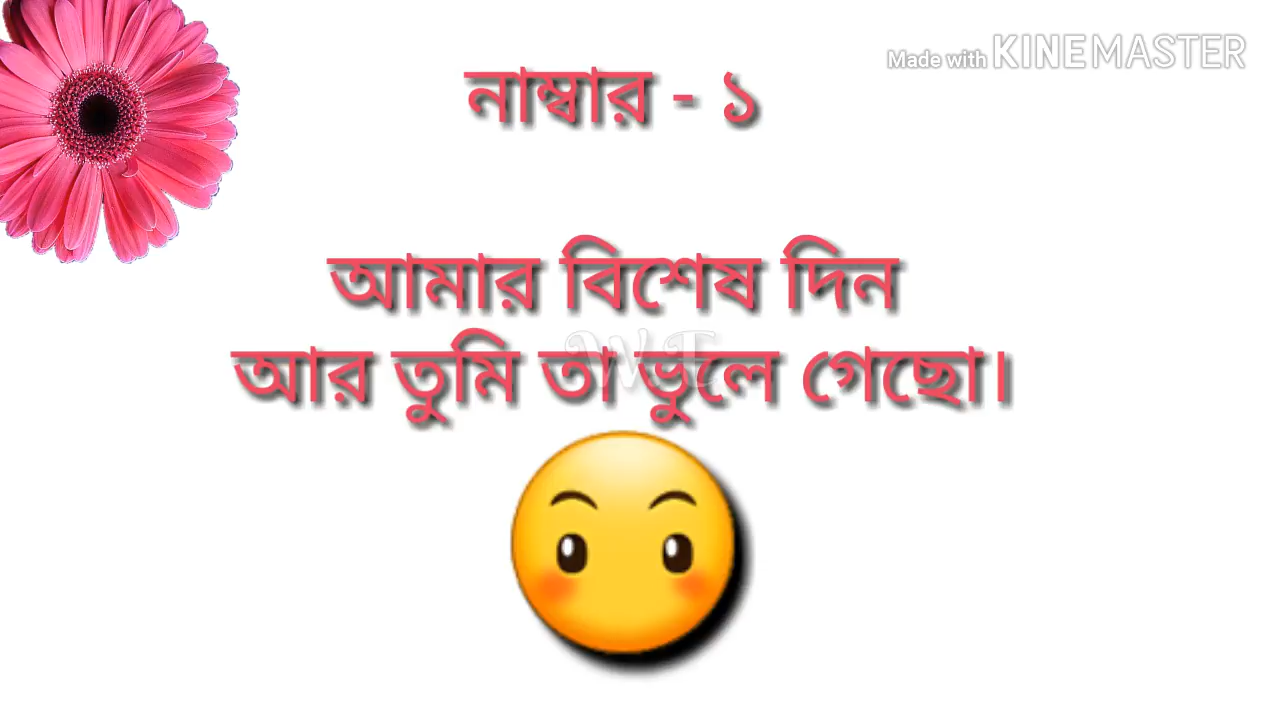 Made with KINEMASTER
নাম্বার - ১
আমার বিশেষ দিন
আর তুমি তা ভুলে গেছো।
W.E